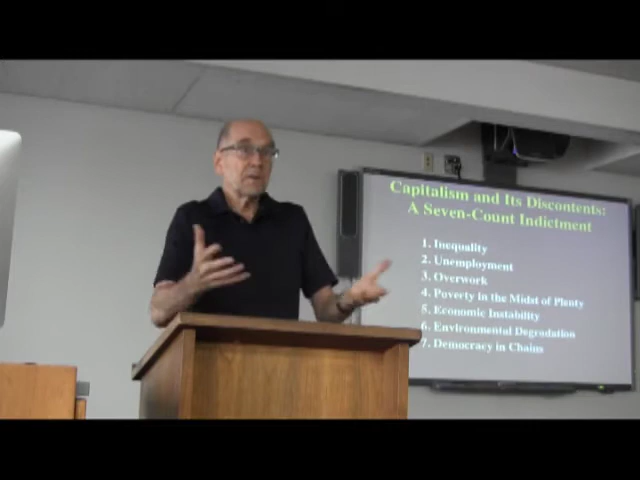 Capitalism and Its Discontents:
A Seven-Count Indictment
1. Inequality
2. Unemployment
3. Overwork
4. Poverty in the Midst of Plenty
5. Economic Instability
6. Environmental Degradation
7. Democracy in Chains